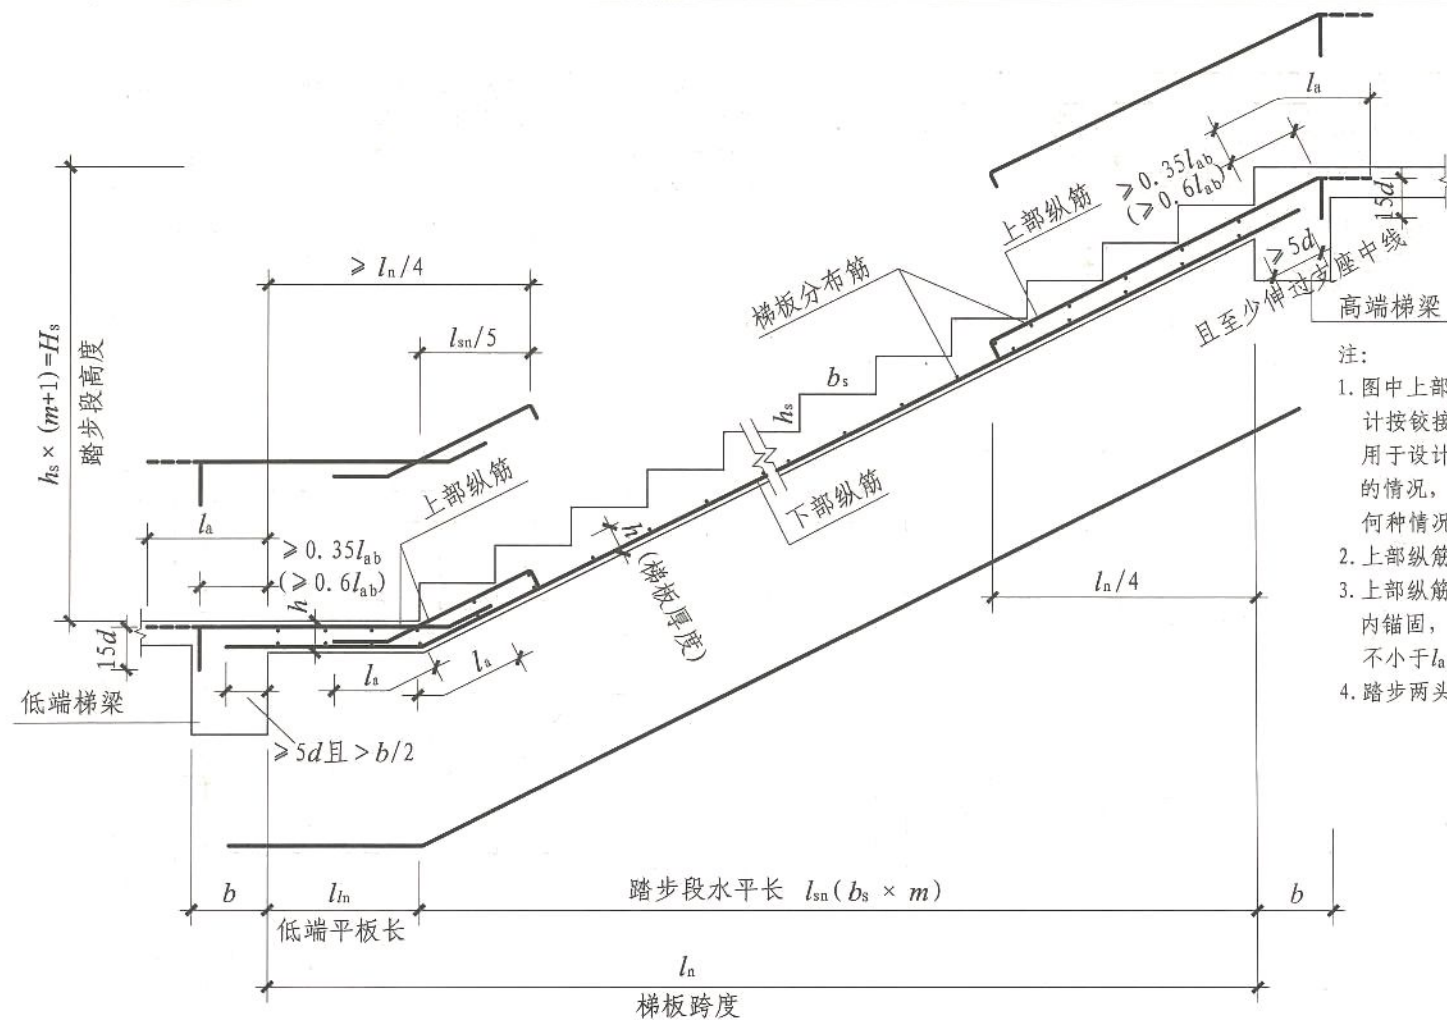 lₐ
≥0.35lab
(≥0.6lab)
上部纵筋
15d
≥5d
且至少伸过支座中线
高端梯梁
梯板分布筋
≥ ln/4
lsn/5
hs×(m+1)=Hs
踏步段高度
bs
hs
上部纵筋
下部纵筋
lₐ
≥0.35lab
(≥0.6lab)
h
h
(梯板厚度)
ln/4
15d
lₐ
lₐ
低端梯梁
≥5d且>b/2
注:
1.图中上部
计按铰接
用于设计
的情况,
何种情况
2.上部纵筋
3.上部纵筋
内锚固,
不小于lₐ
4.踏步两头
b
lln
低端平板长
踏步段水平长 lsn(bs × m)
b
ln
梯板跨度